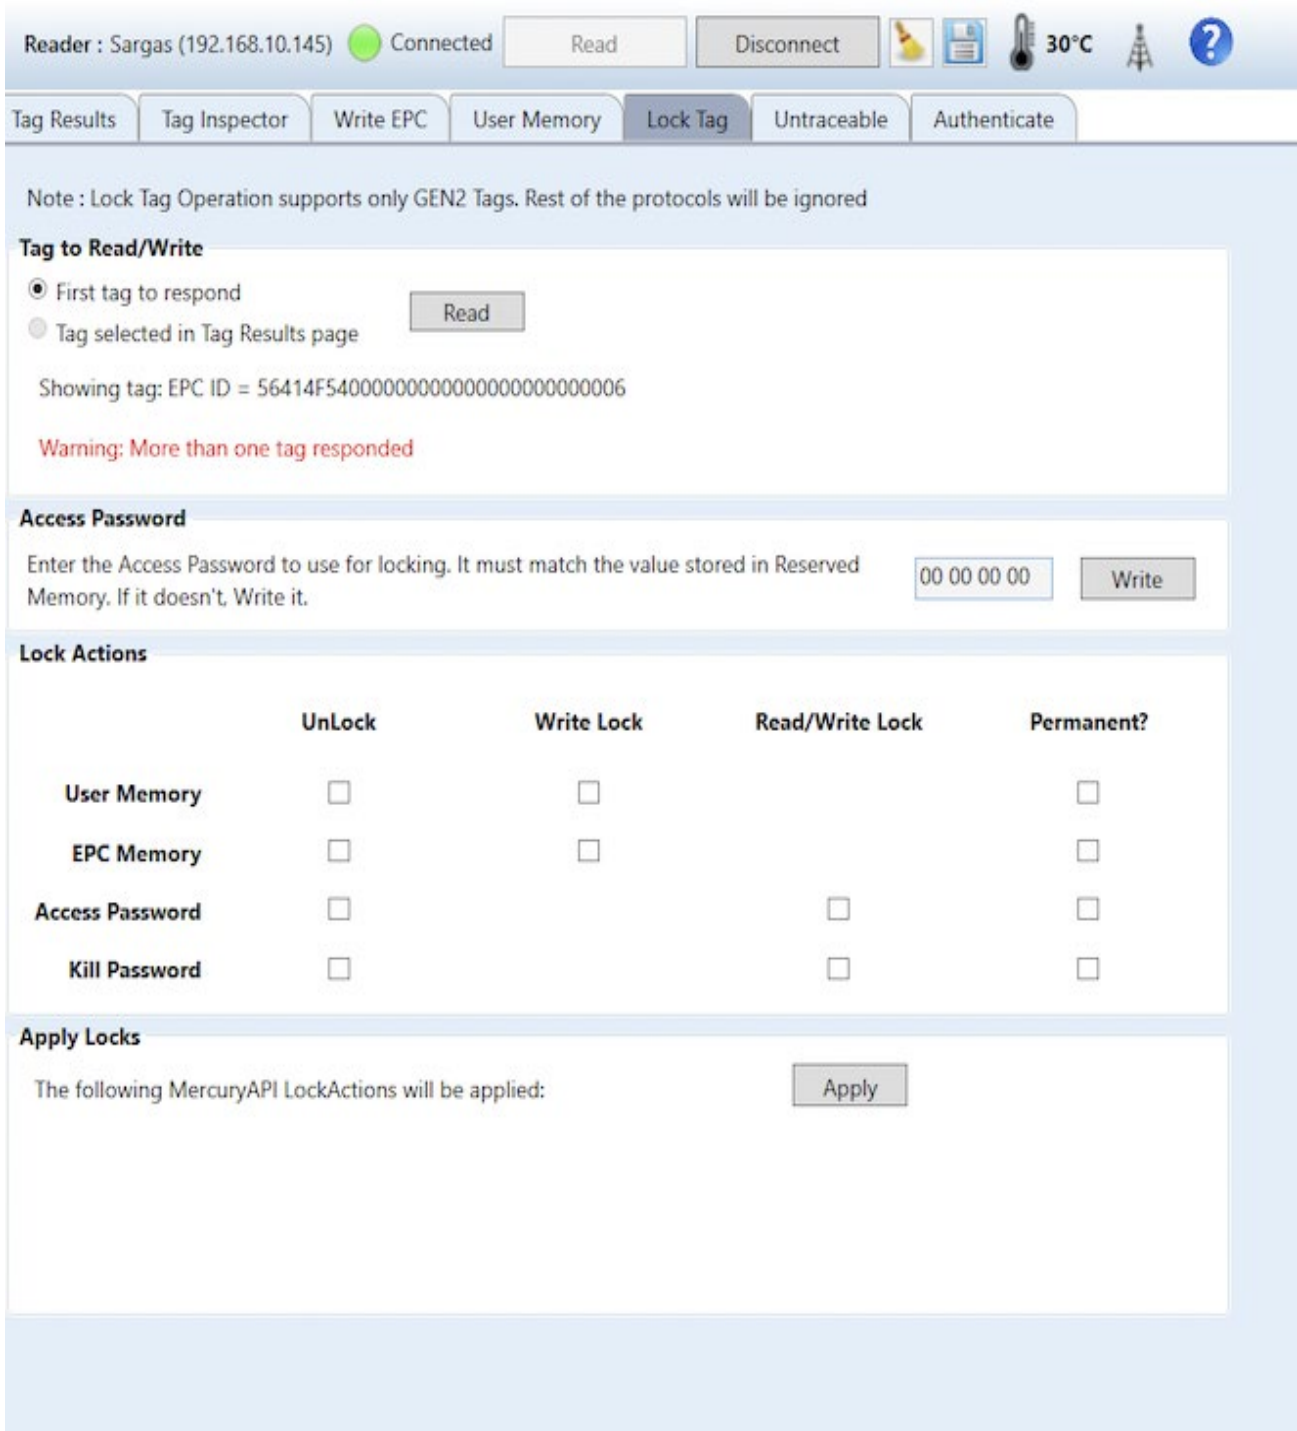 Reader : Sargas (192.168.10.145) Connected Read Disconnect 30°C ?
Tag Results Tag Inspector Write EPC User Memory Lock Tag Untraceable Authenticate
Note : Lock Tag Operation supports only GEN2 Tags. Rest of the protocols will be ignored
Tag to Read/Write
First tag to respond
Read
Tag selected in Tag Results page
Showing tag: EPC ID = 56414F540000000000000000000000006
Warning: More than one tag responded
Access Password
Enter the Access Password to use for locking. It must match the value stored in Reserved
Memory. If it doesn't, Write it.
00 00 00 00 Write
Lock Actions
UnLock Write Lock Read/Write Lock Permanent?
User Memory
EPC Memory
Access Password
Kill Password
Apply Locks
The following MercuryAPI LockActions will be applied: Apply